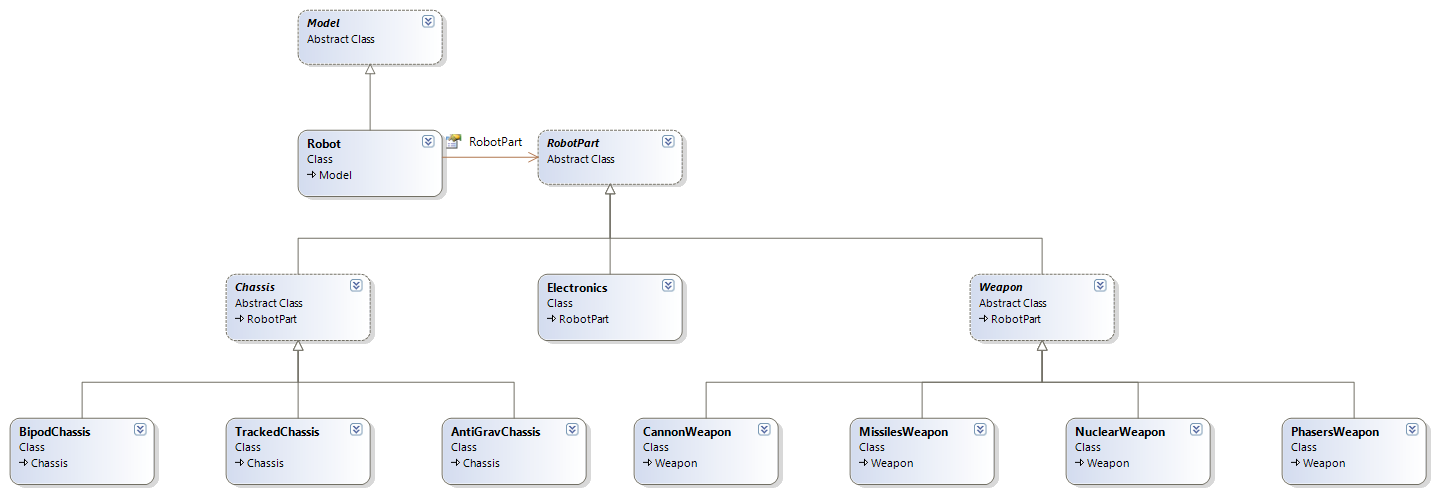 Model
Abstract Class
Robot
Class
Model
RobotPart
RobotPart
Abstract Class
Chassis
Abstract Class
RobotPart
Electronics
Class
RobotPart
Weapon
Abstract Class
RobotPart
BipodChassis
Class
Chassis
TrackedChassis
Class
Chassis
AntiGravChassis
Class
Chassis
CannonWeapon
Class
Weapon
MissilesWeapon
Class
Weapon
NuclearWeapon
Class
Weapon
PhasersWeapon
Class
Weapon